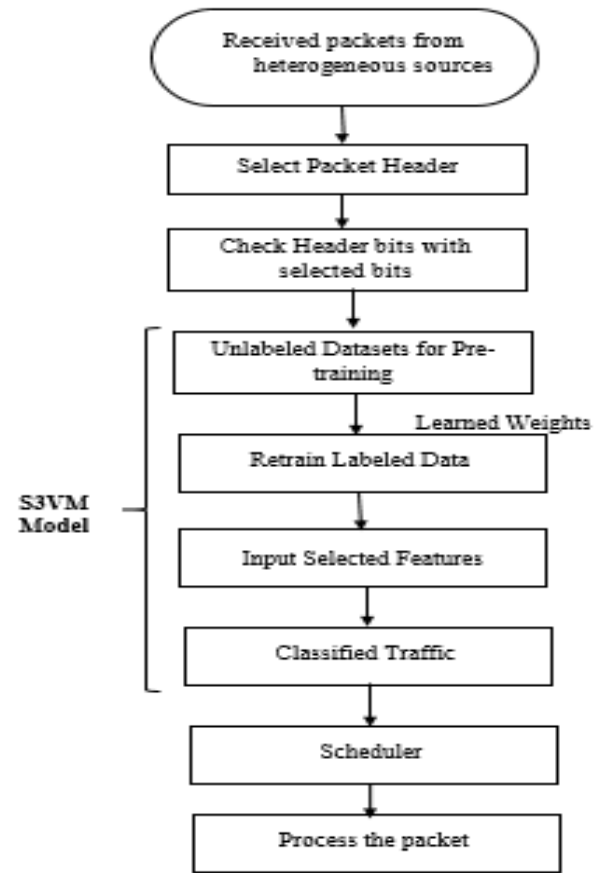 Received packets from
heterogeneous sources
Select Packet Header
Check Header bits with
selected bits
Unlabeled Datasets for Pre-
training
Learned Weights
Retrain Labeled Data
S3VM
Model
Input Selected Features
Classified Traffic
Scheduler
Process the packet